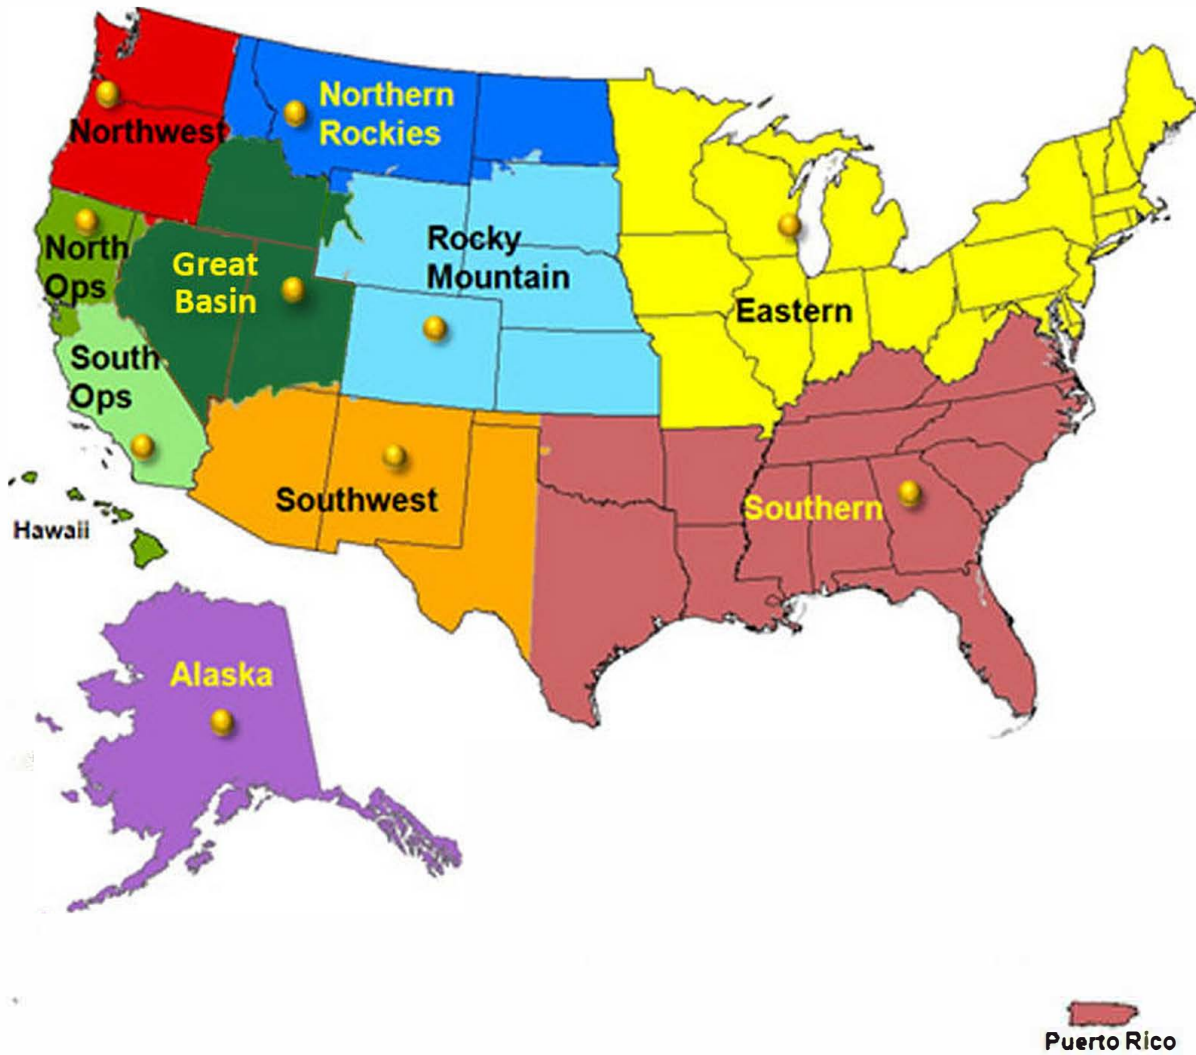 Northern
Rockies
Northwest
North
Ops
Great
Basin
Rocky
Mountain
Eastern
South
Ops
Southwest
Southern
Hawaii
Alaska
Puerto Rico